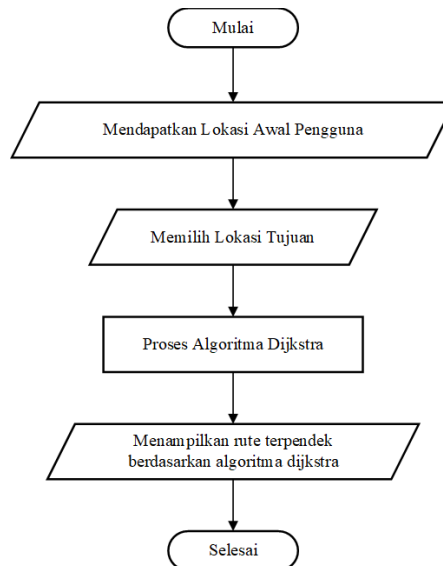 Mulai
Mendapatkan Lokasi Awal Pengguna
Memilih Lokasi Tujuan
Proses Algoritma Dijkstra
Menampilkan rute terpendek
berdasarkan algoritma dijkstra
Selesai